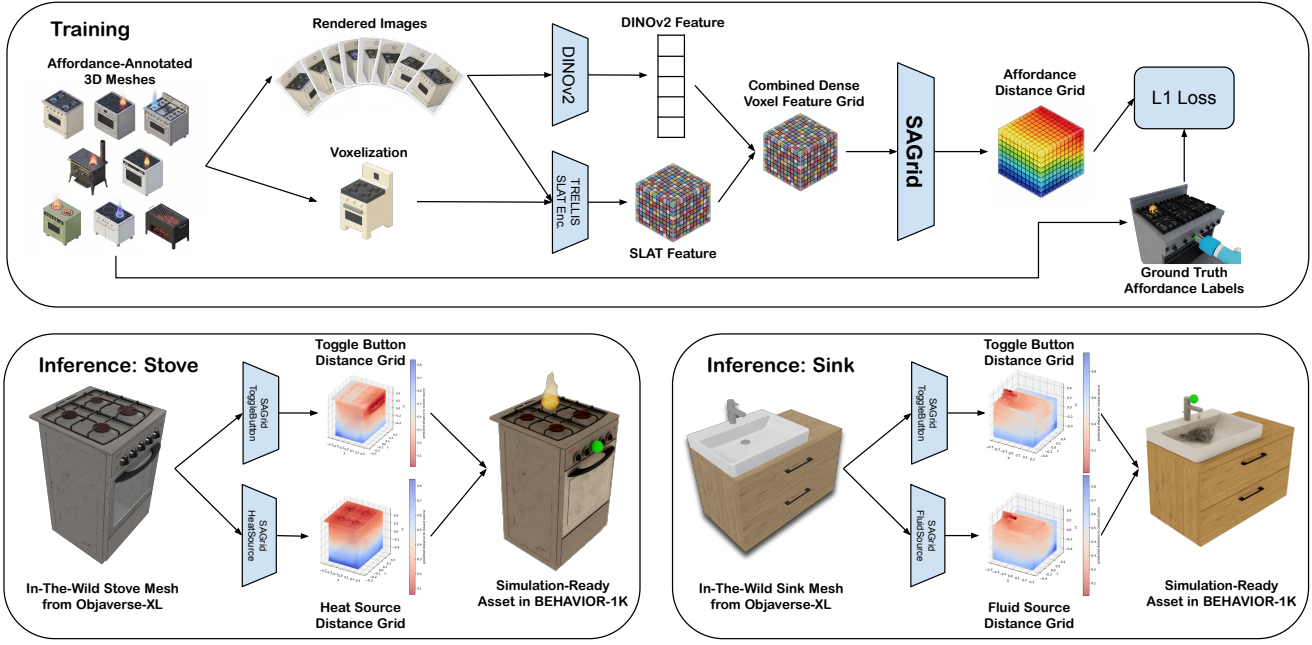 Training
Affordance-Annotated
3D Meshes
Rendered Images
Voxelization
DINOv2
TRELLIS
SLAT Enc.
DINOv2 Feature
SLAT Feature
Combined Dense
Voxel Feature Grid
SAGrid
Affordance
Distance Grid
L1 Loss
Ground Truth
Affordance Labels
Inference: Stove
In-The-Wild Stove Mesh
from Objaverse-XL
SAGrid
ToggleButton
SAGrid
HeatSource
Toggle Button
Distance Grid
Heat Source
Distance Grid
Simulation-Ready
Asset in BEHAVIOR-1K
Inference: Sink
In-The-Wild Sink Mesh
from Objaverse-XL
SAGrid
ToggleButton
SAGrid
FluidSource
Toggle Button
Distance Grid
Fluid Source
Distance Grid
Simulation-Ready
Asset in BEHAVIOR-1K